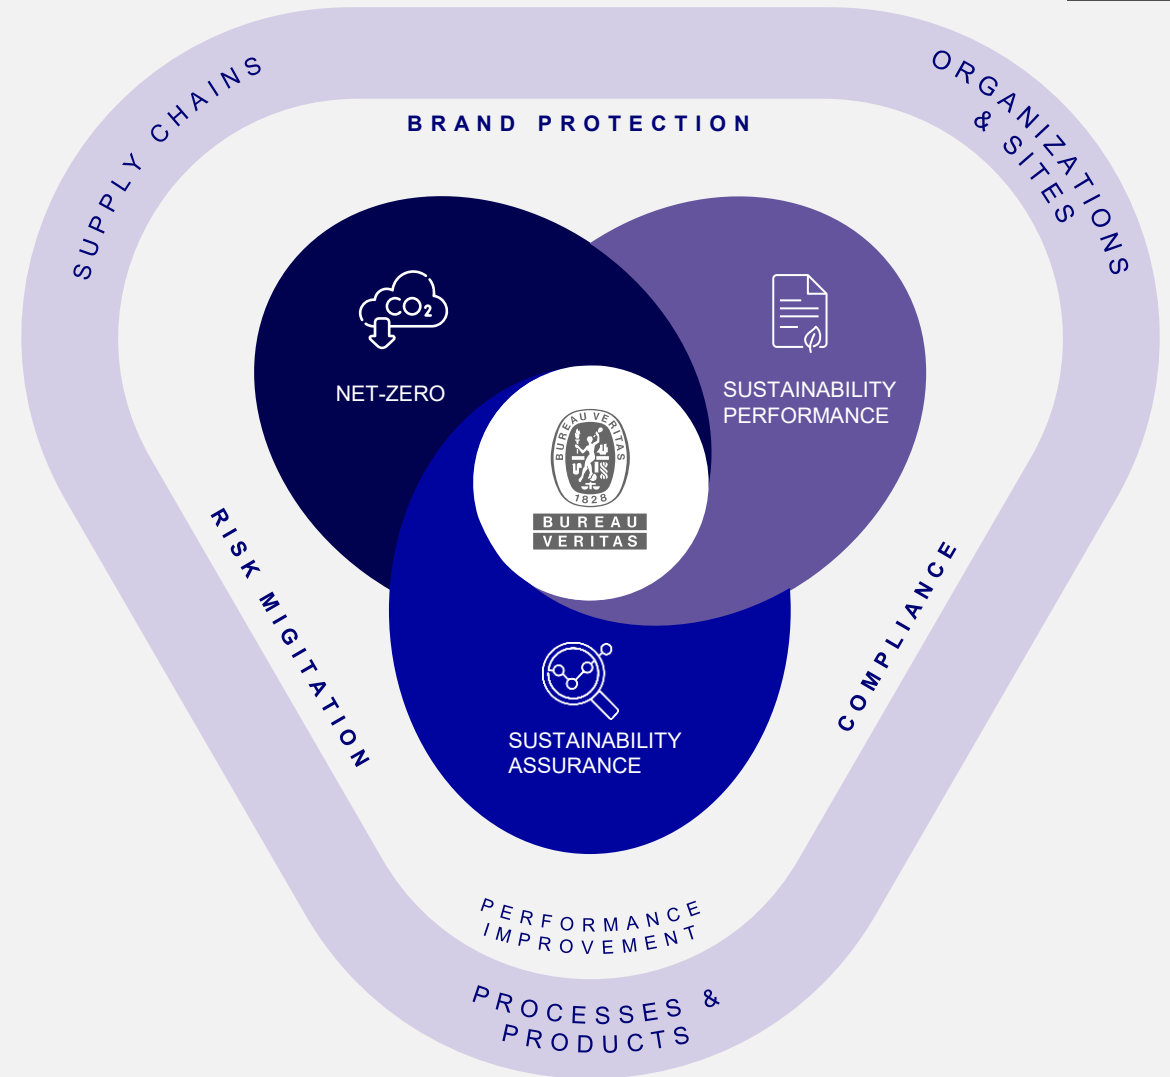 SUPPLY CHAINS
ORGANIZATIONS
& SITES
BRAND PROTECTION
CO2
NET-ZERO
SUSTAINABILITY
PERFORMANCE
BUREAU VERITAS
1828
BUREAU
VERITAS
RISK MIGITATION
COMPLIANCE
SUSTAINABILITY
ASSURANCE
PERFORMANCE
IMPROVEMENT
PROCESSES &
PRODUCTS